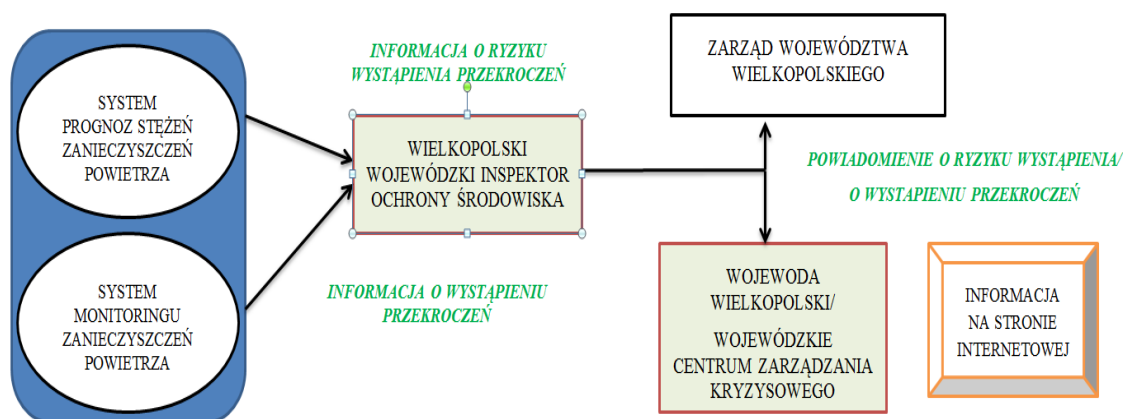 SYSTEM
PROGNOZ STĘŻEŃ
ZANIECZYSZCZEŃ
POWIETRZA
SYSTEM
MONITORINGU
ZANIECZYSZCZEŃ
POWIETRZA
INFORMACJA O RYZYKU
WYSTĄPIENIA PRZEKROCZEŃ
WIELKOPOLSKI
WOJEWÓDZKI INSPEKTOR
OCHRONY ŚRODOWISKA
INFORMACJA O WYSTĄPIENIU
PRZEKROCZEŃ
ZARZĄD WOJEWÓDZTWA
WIELKOPOLSKIEGO
POWIADOMIENIE O RYZYKU WYSTĄPIENIA/
O WYSTAPIENIU PRZEKROCZEŃ
WOJEWODA
WIELKOPOLSKI/
WOJEWÓDZKIE
CENTRUM ZARZĄDZANIA
KRYZYSOWEGO
INFORMACJA
NA STRONIE
INTERNETOWEJ